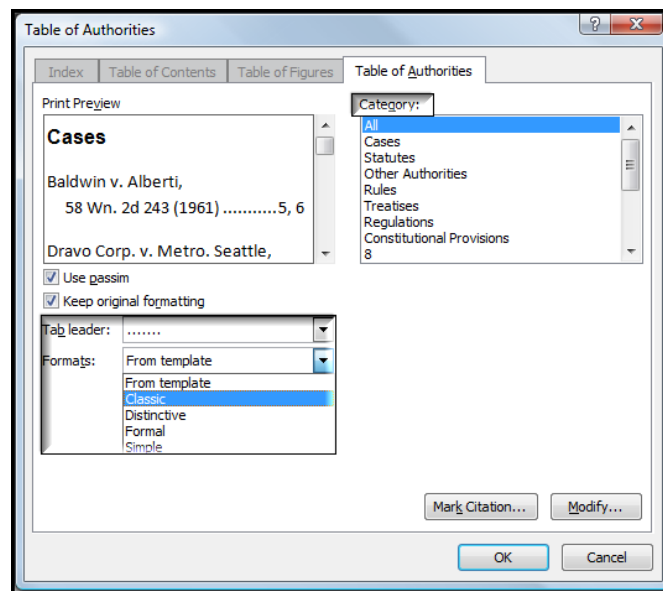 Table of Authorities
Index Table of Contents Table of Figures Table of Authorities
Print Preview
Cases
Baldwin v. Alberti,
58 Wn. 2d 243 (1961) ...........5, 6
Dravo Corp. v. Metro. Seattle,
Category:
All
Cases
Statutes
Other Authorities
Rules
Treatises
Regulations
Constitutional Provisions
8
Use passim
Keep original formatting
Tab leader: .......
Formats: From template
From template
Classic
Distinctive
Formal
Simple
Mark Citation... Modify...
OK Cancel